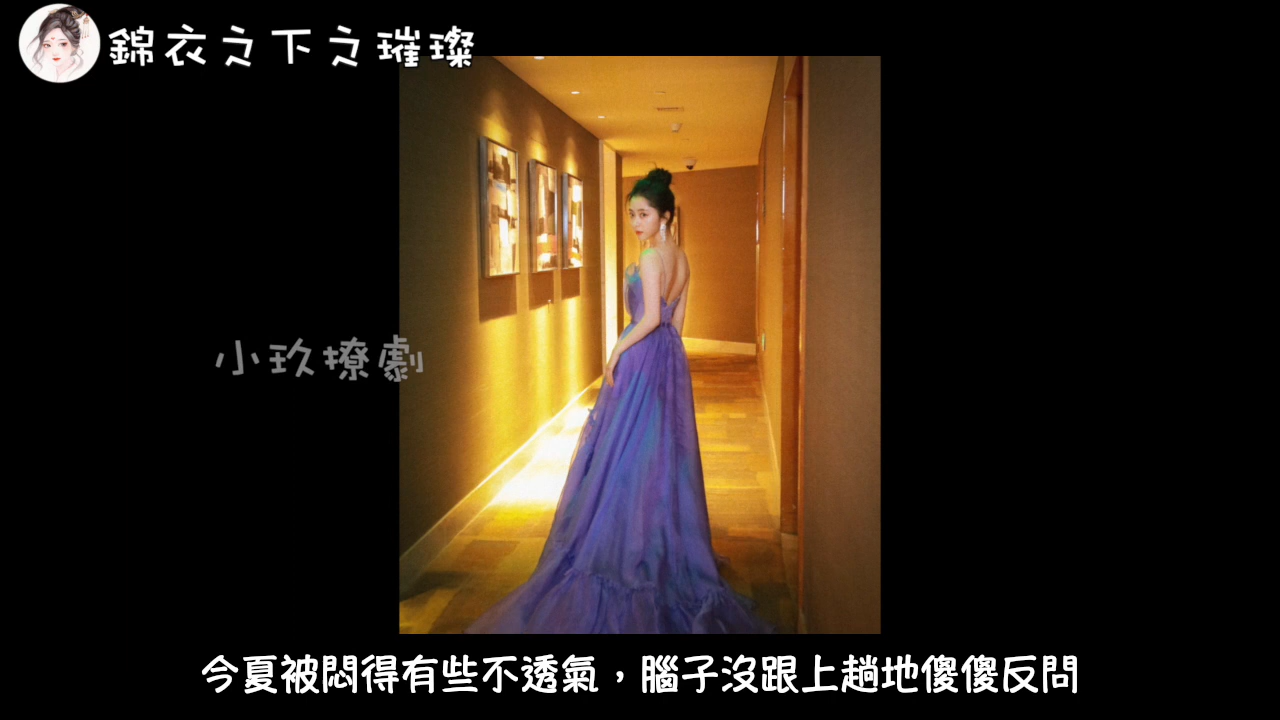 錦衣之下之璀璨
小玖撩劇
今夏被悶得有些不透氣，腦子沒跟上趟地傻傻反問